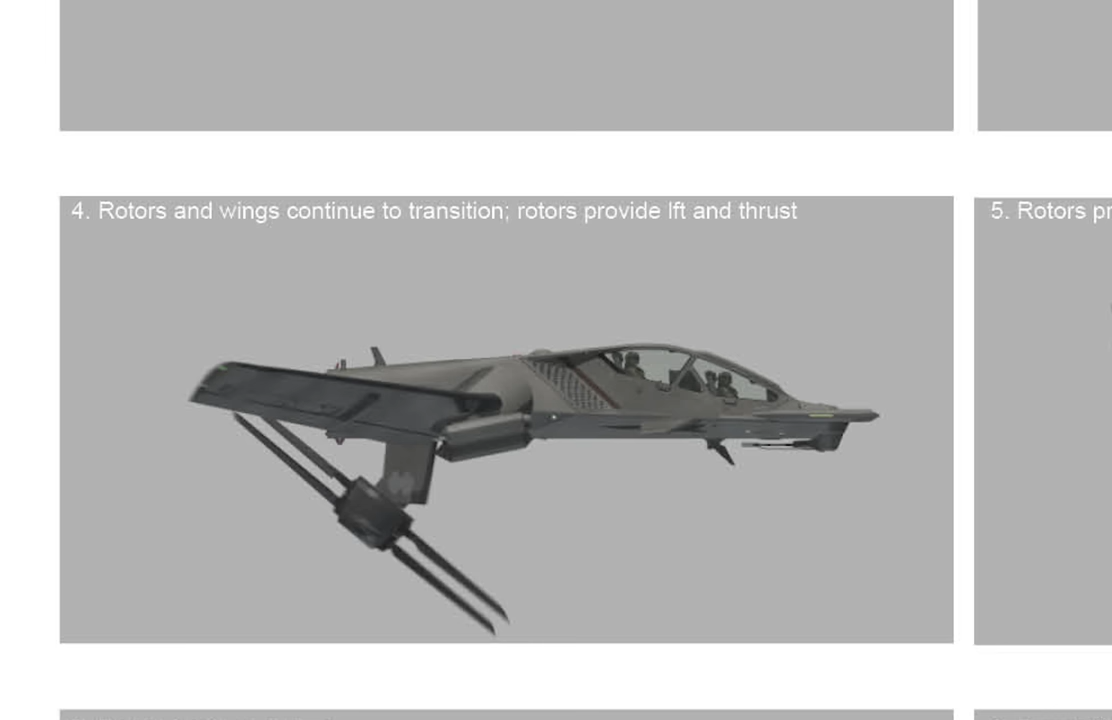 4. Rotors and wings continue to transition; rotors provide lft and thrust
5. Rotors pr